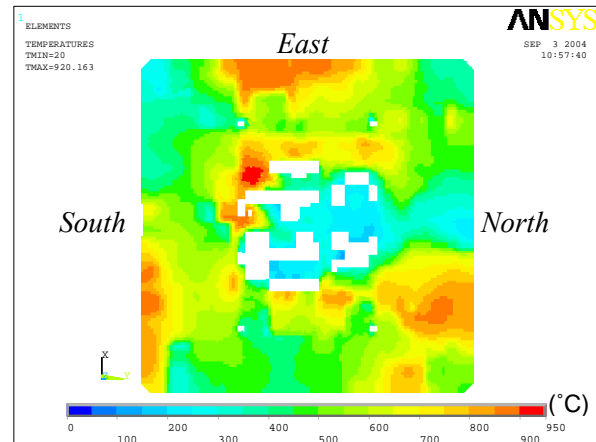 1
ELEMENTS
TEMPERATURES
TMIN=20
TMAX=920.163
ANSYS
SEP 3 2004
10:57:40
East
South
North
X
Z Y
(°C)
0 200 400 600 800 950
100 300 500 700 900